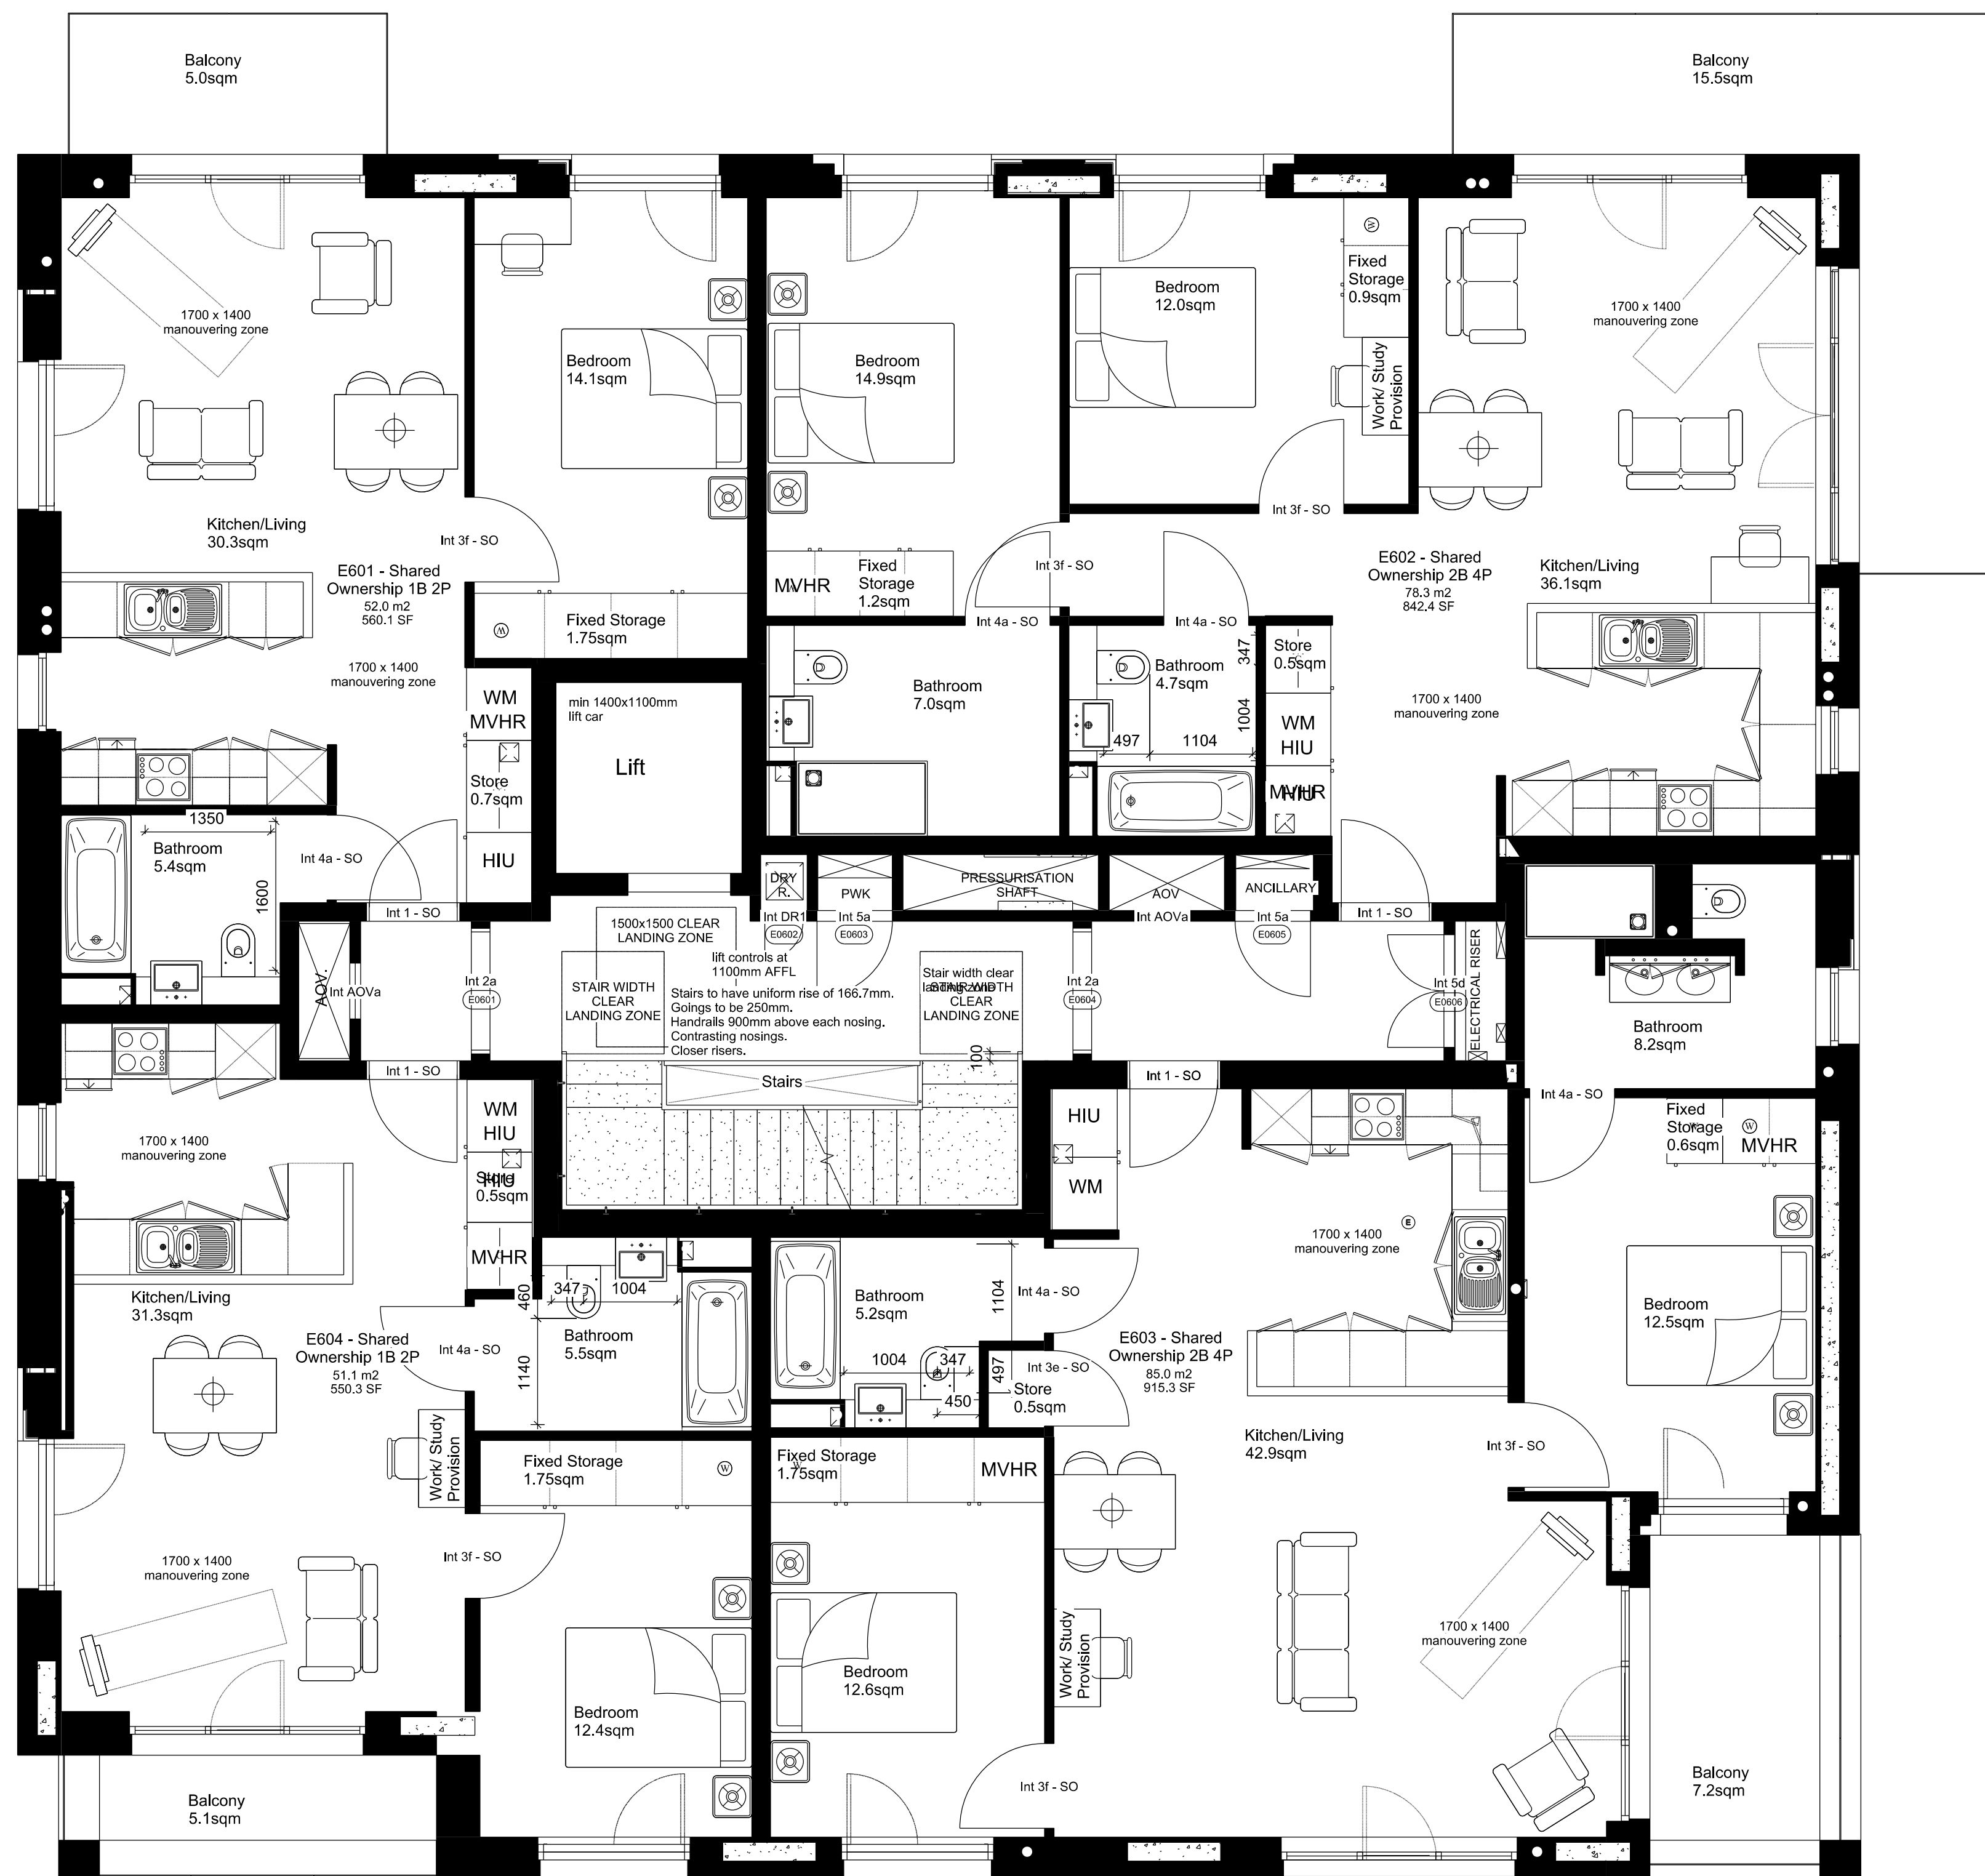 Balcony
5.0sqm
Balcony
15.5sqm
1700 x 1400
manouvering zone
Bedroom
14.1sqm
Bedroom
14.9sqm
Bedroom
12.0sqm
W
Fixed
Storage
0.9sqm
Work/ Study
Provision
1700 x 1400
manouvering zone
Kitchen/Living
30.3sqm
Int 3f - SO
E601 - Shared
Ownership 1B 2P
52.0 m2
560.1 SF
Fixed Storage
1.75sqm
W
MVHR
Fixed
Storage
1.2sqm
Int 3f - SO
Int 3f - SO
E602 - Shared
Ownership 2B 4P
78.3 m2
842.4 SF
Kitchen/Living
36.1sqm
Int 4a - SO
Int 4a - SO
1700 x 1400
manouvering zone
WM
MVHR
Store
0.7sqm
HIU
min 1400x1100mm
lift car
Lift
Bathroom
7.0sqm
Bathroom
4.7sqm
347
1004
497
1104
Store
0.5sqm
WM
HIU
MVHR
HIU
1700 x 1400
manouvering zone
1350
Bathroom
5.4sqm
1600
Int 4a - SO
Int 1 - SO
DRY
R.
PWK
PRESSURISATION
SHAFT
AOV
ANCILLARY
Int DR1
E0602
Int 5a
E0603
Int AOVa
Int 5a
E0605
Int 1 - SO
1500x1500 CLEAR
LANDING ZONE
lift controls at
1100mm AFFL
AOV.
Int AOVa
Int 2a
E0601
STAIR WIDTH
CLEAR
LANDING ZONE
Stairs to have uniform rise of 166.7mm.
Goings to be 250mm.
Handrails 900mm above each nosing.
Contrasting nosings.
Closer risers.
Stair width clear
landing zone
STAIR WIDTH
CLEAR
LANDING ZONE
100
Int 2a
E0604
Int 5d
E0606
ELECTRICAL RISER
Bathroom
8.2sqm
Int 1 - SO
Stairs
Int 1 - SO
Int 4a - SO
Fixed
Storage
0.6sqm
W
MVHR
1700 x 1400
manouvering zone
WM
HIU
Store
HIU
0.5sqm
MVHR
HIU
WM
E
1700 x 1400
manouvering zone
Kitchen/Living
31.3sqm
E604 - Shared
Ownership 1B 2P
51.1 m2
550.3 SF
Int 4a - SO
460
347
1004
1140
Bathroom
5.5sqm
Bathroom
5.2sqm
1104
Int 4a - SO
1004
347
450
497
Int 3e - SO
Store
0.5sqm
E603 - Shared
Ownership 2B 4P
85.0 m2
915.3 SF
Bedroom
12.5sqm
Kitchen/Living
42.9sqm
Int 3f - SO
Work/ Study
Provision
Fixed Storage
1.75sqm
W
Fixed Storage
1.75sqm
MVHR
1700 x 1400
manouvering zone
Int 3f - SO
Bedroom
12.4sqm
Bedroom
12.6sqm
Work/ Study
Provision
1700 x 1400
manouvering zone
Int 3f - SO
Balcony
5.1sqm
Balcony
7.2sqm